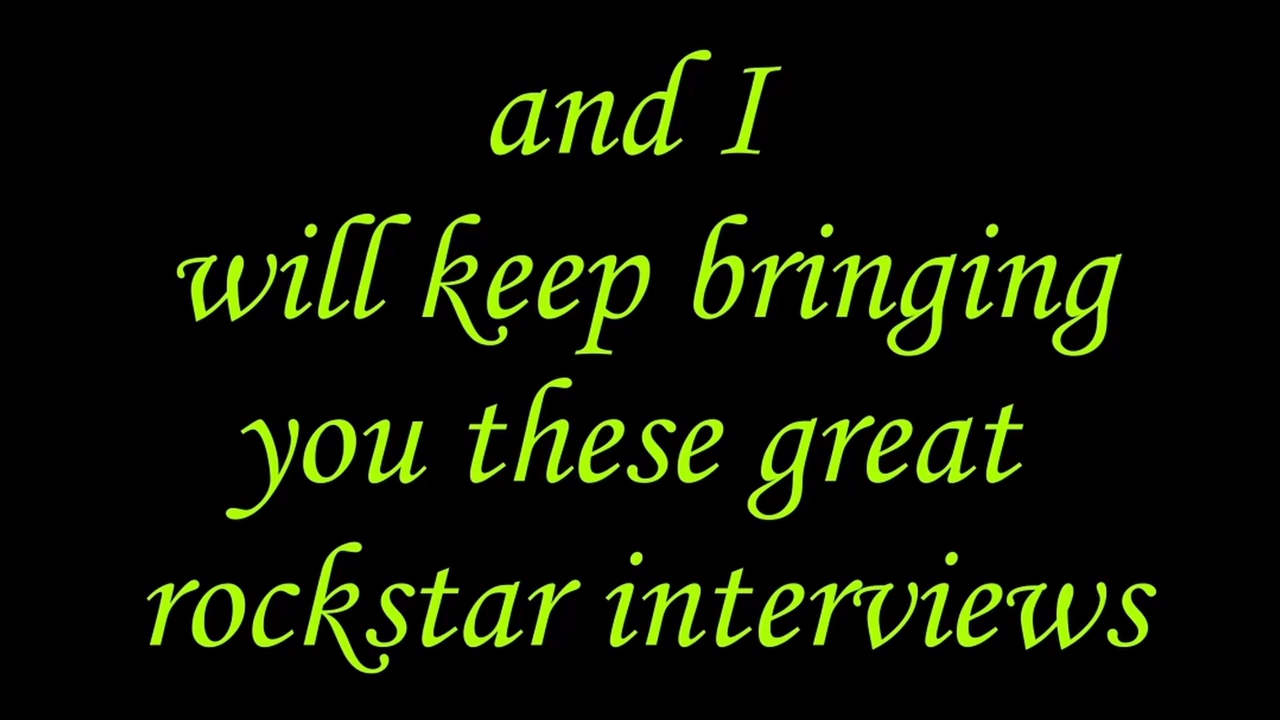 and I
will keep bringing
you these great
rockstar interviews